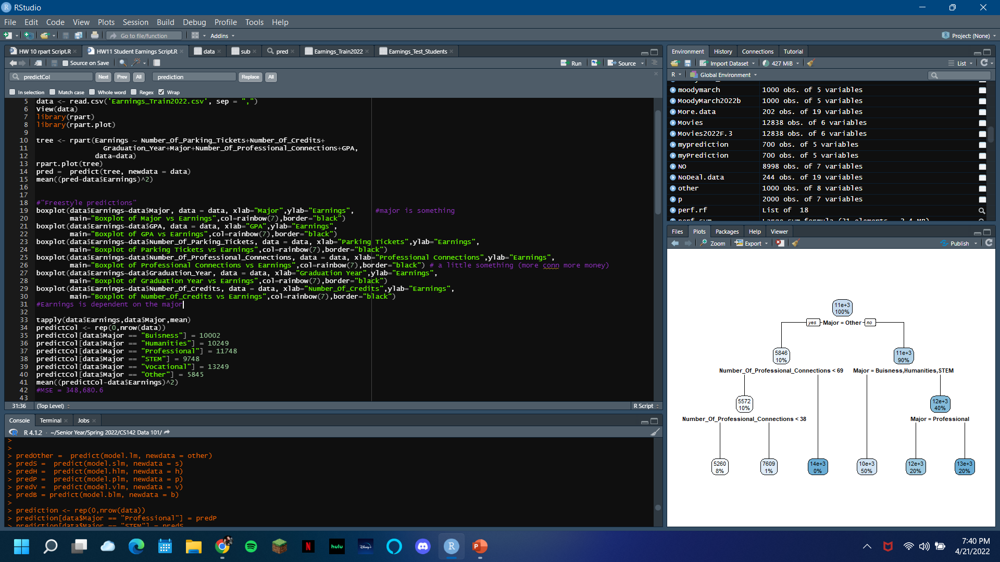 RStudio
File Edit Code View Plots Session Build Debug Profile Tools Help
Go to file/function Addins Project: (None)
HW 10 rpart Script.R HW11 Student Earnings Script.R data sub pred Earnings_Train2022 Earnings_Test_Students
Source on Save Run Source
predictCol Next Prev All prediction Replace All
In selection Match case Whole word Regex Wrap
5 data <- read.csv('Earnings_Train2022.csv', sep = ",")
6 View(data)
7 library(rpart)
8 library(rpart.plot)
9
10 tree <- rpart(Earnings ~ Number_Of_Parking_Tickets+Number_Of_Credits+
11 Graduation_Year+Major+Number_Of_Professional_Connections+GPA,
12 data=data)
13 rpart.plot(tree)
14 pred = predict(tree, newdata = data)
15 mean((pred-data$Earnings)^2)
16
17
18 #"Freestyle predictions"
19 boxplot(data$Earnings~data$Major, data = data, xlab="Major",ylab="Earnings", #major is something
20 main="Boxplot of Major vs Earnings",col=rainbow(7),border="black")
21 boxplot(data$Earnings~data$GPA, data = data, xlab="GPA",ylab="Earnings",
22 main="Boxplot of GPA vs Earnings",col=rainbow(7),border="black")
23 boxplot(data$Earnings~data$Number_Of_Parking_Tickets, data = data, xlab="Parking Tickets",ylab="Earnings",
24 main="Boxplot of Parking Tickets vs Earnings",col=rainbow(7),border="black")
25 boxplot(data$Earnings~data$Number_Of_Professional_Connections, data = data, xlab="Professional Connections",ylab="Earnings",
26 main="Boxplot of Professional Connections vs Earnings",col=rainbow(7),border="black") # a little something (more conn more money)
27 boxplot(data$Earnings~data$Graduation_Year, data = data, xlab="Graduation Year",ylab="Earnings",
28 main="Boxplot of Graduation Year vs Earnings",col=rainbow(7),border="black")
29 boxplot(data$Earnings~data$Number_Of_Credits, data = data, xlab="Number_Of_Credits",ylab="Earnings",
30 main="Boxplot of Number_Of_Credits vs Earnings",col=rainbow(7),border="black")
31 #Earnings is dependent on the major
32
33 tapply(data$Earnings,data$Major,mean)
34 predictCol <- rep(0,nrow(data))
35 predictCol[data$Major == "Buisness"] = 10002
36 predictCol[data$Major == "Humanities"] = 10249
37 predictCol[data$Major == "Professional"] = 11748
38 predictCol[data$Major == "STEM"] = 9748
39 predictCol[data$Major == "Vocational"] = 13249
40 predictCol[data$Major == "Other"] = 5845
41 mean((predictCol-data$Earnings)^2)
42 #MSE = 348,680.6
43
31:36 (Top Level) R Script
Console Terminal Jobs
R 4.1.2 · ~/Senior Year/Spring 2022/CS142 Data 101/
>
>
> predOther = predict(model.lm, newdata = other)
> predS = predict(model.slm, newdata = s)
> predH = predict(model.hlm, newdata = h)
> predP = predict(model.plm, newdata = p)
> predV = predict(model.vlm, newdata = v)
> predB = predict(model.blm, newdata = b)
>
> prediction <- rep(0,nrow(data))
> prediction[data$Major == "Professional"] = predP
> prediction[data$Major == "STEM"] = predS
Environment History Connections Tutorial
Import Dataset 427 MiB List
R Global Environment
moodymarch 1000 obs. of 5 variables
MoodyMarch2022b 1000 obs. of 5 variables
More.data 202 obs. of 19 variables
Movies 12838 obs. of 6 variables
Movies2022F.3 12838 obs. of 6 variables
myprediction 700 obs. of 5 variables
myPrediction 700 obs. of 5 variables
NO 8998 obs. of 7 variables
NoDeal.data 244 obs. of 19 variables
other 1000 obs. of 8 variables
p 2000 obs. of 7 variables
perf.rf List of 18
Files Plots Packages Help Viewer
Zoom Export Publish
11e+3
100%
yes Major = Other no
5846
10%
11e+3
90%
Number_Of_Professional_Connections < 69 Major = Buisness,Humanities,STEM
5572
10%
12e+3
40%
Number_Of_Professional_Connections < 38 Major = Professional
5260 7609 14e+3 10e+3 12e+3 13e+3
8% 1% 0% 50% 20% 20%
N hulu Disney+ R P
7:40 PM
4/21/2022